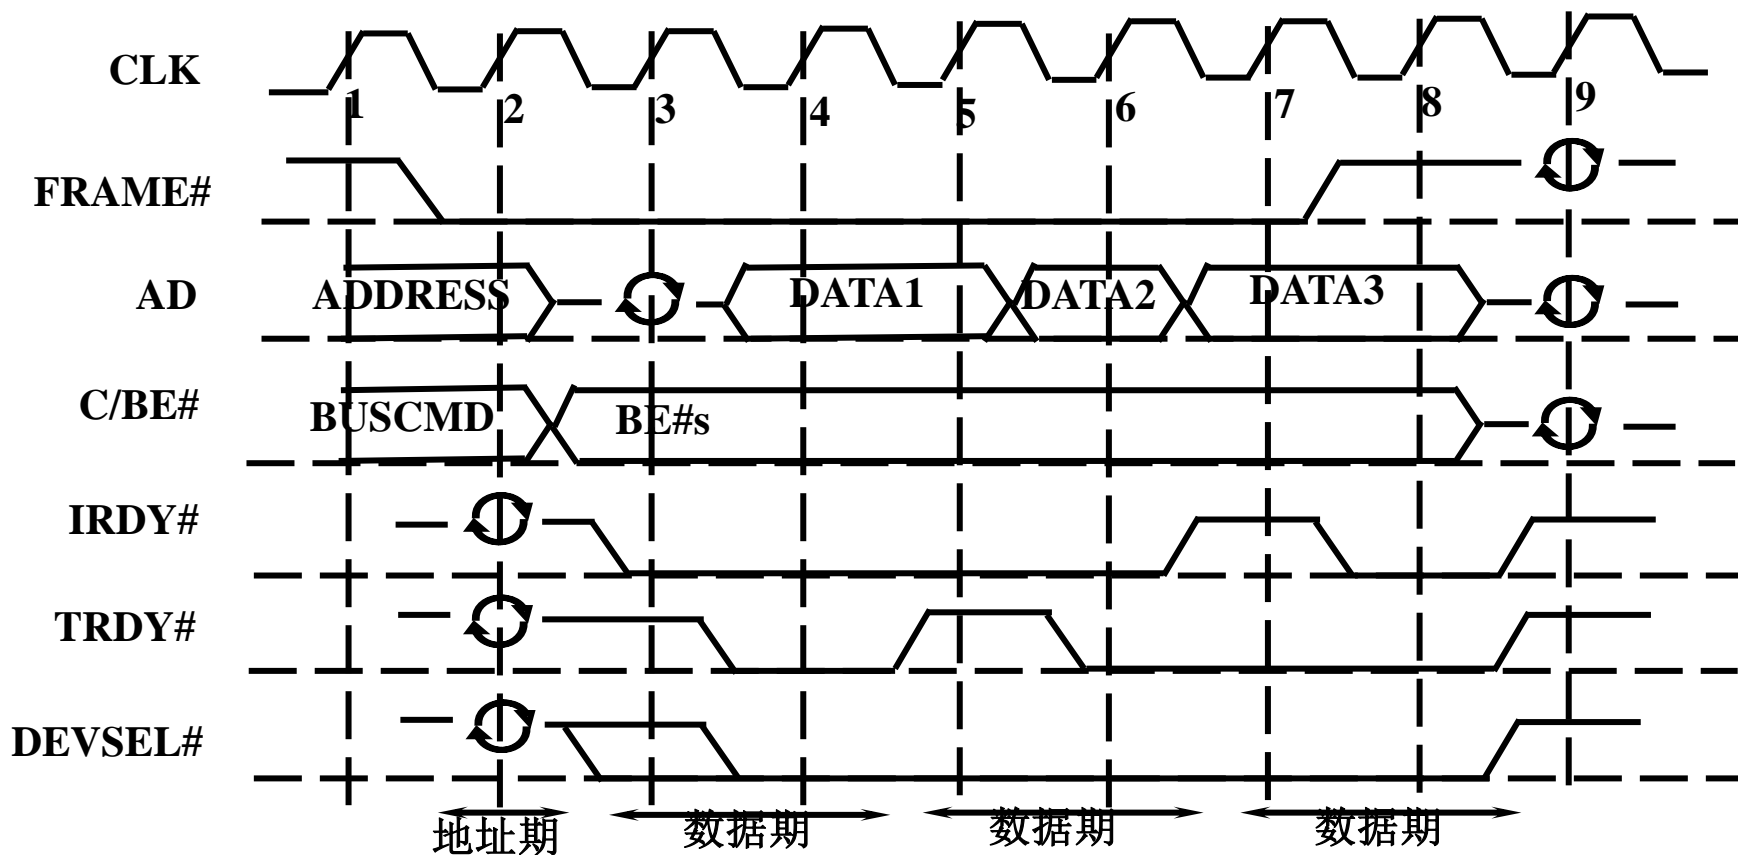 CLK
1 2 3 4 5 6 7 8 9
FRAME#
AD ADDRESS DATA1 DATA2 DATA3
C/BE# BUSCMD BE#s
IRDY#
TRDY#
DEVSEL#
地址期 数据期 数据期 数据期